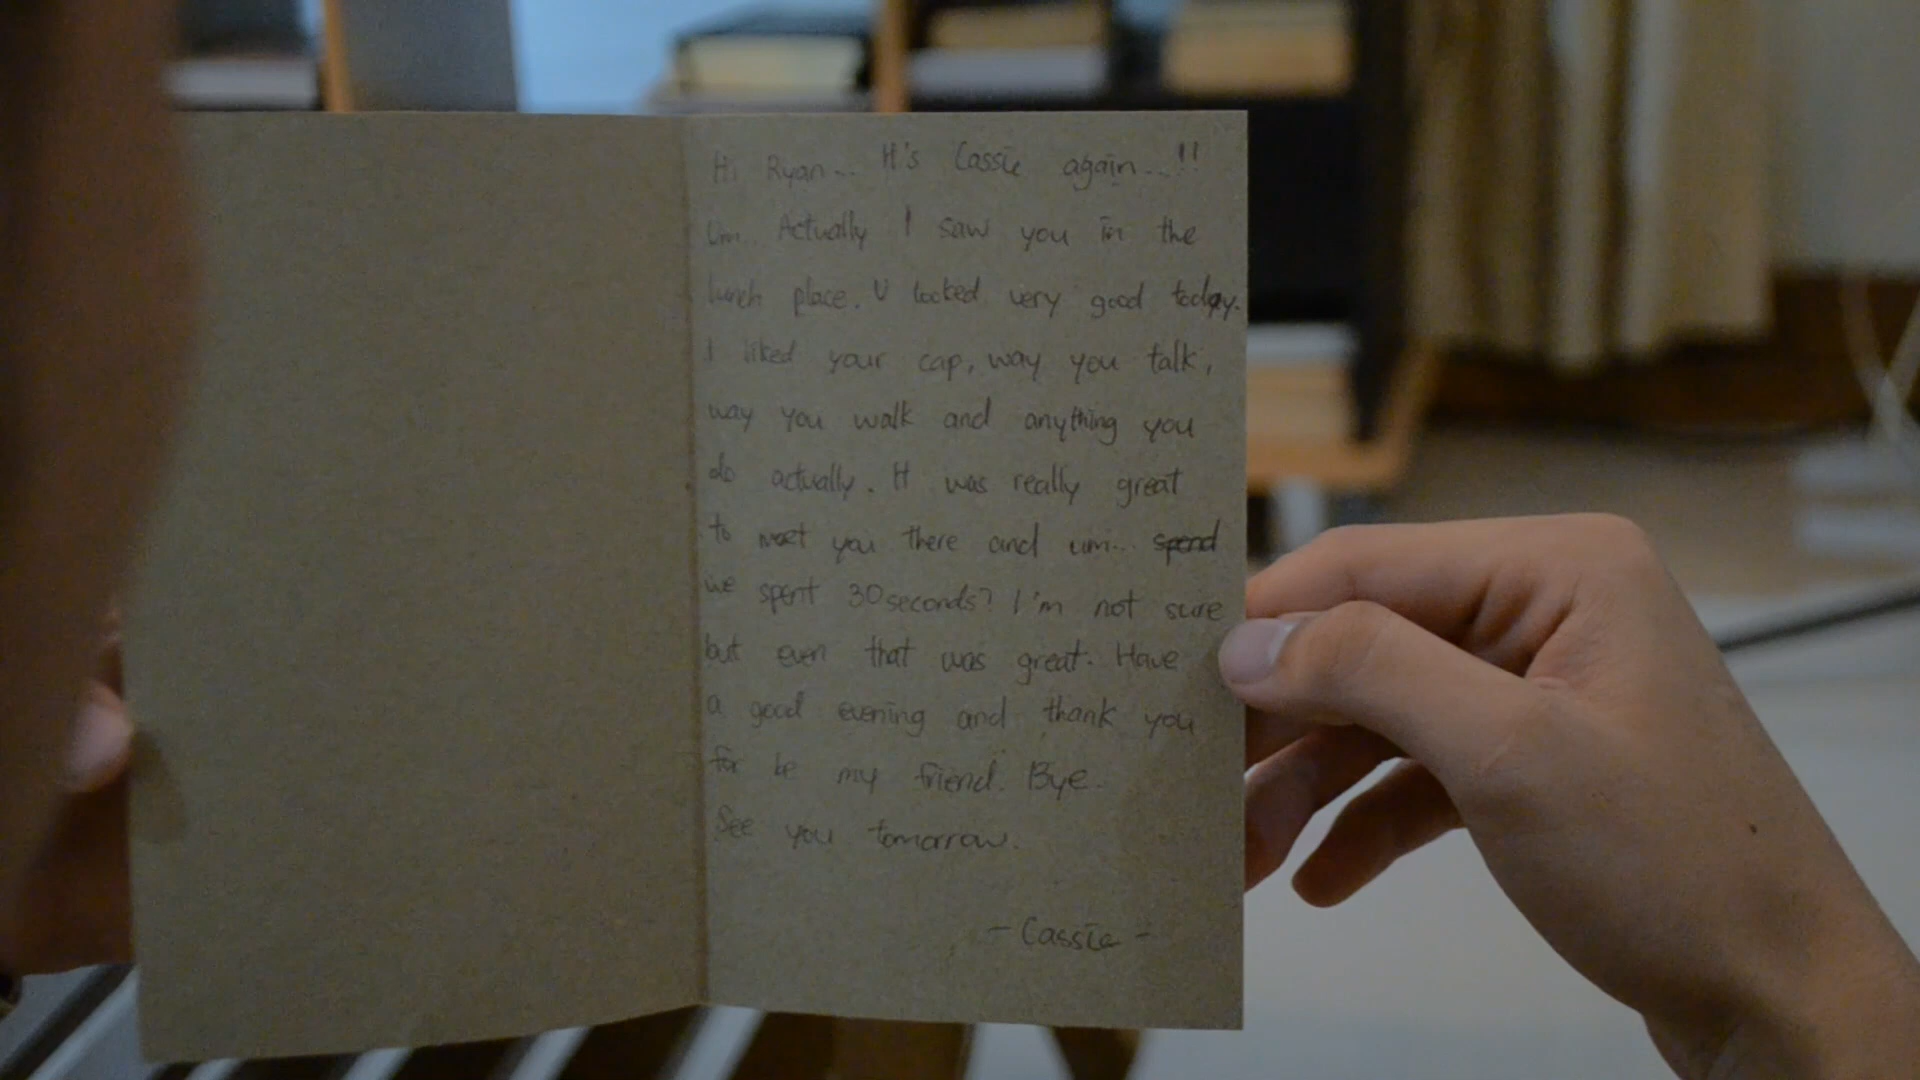 Hi Ryan... It's Cassie again...!!
Um.. Actually I saw you in the
lunch place. U looked very good today.
I liked your cap, way you talk,
way you walk and anything you
do actually. It was really great
to meet you there and um... spend
we spent 30seconds? I'm not sure
but even that was great. Have
a good evening and thank you
for be my friend. Bye.
See you tomorrow.
- Cassie -